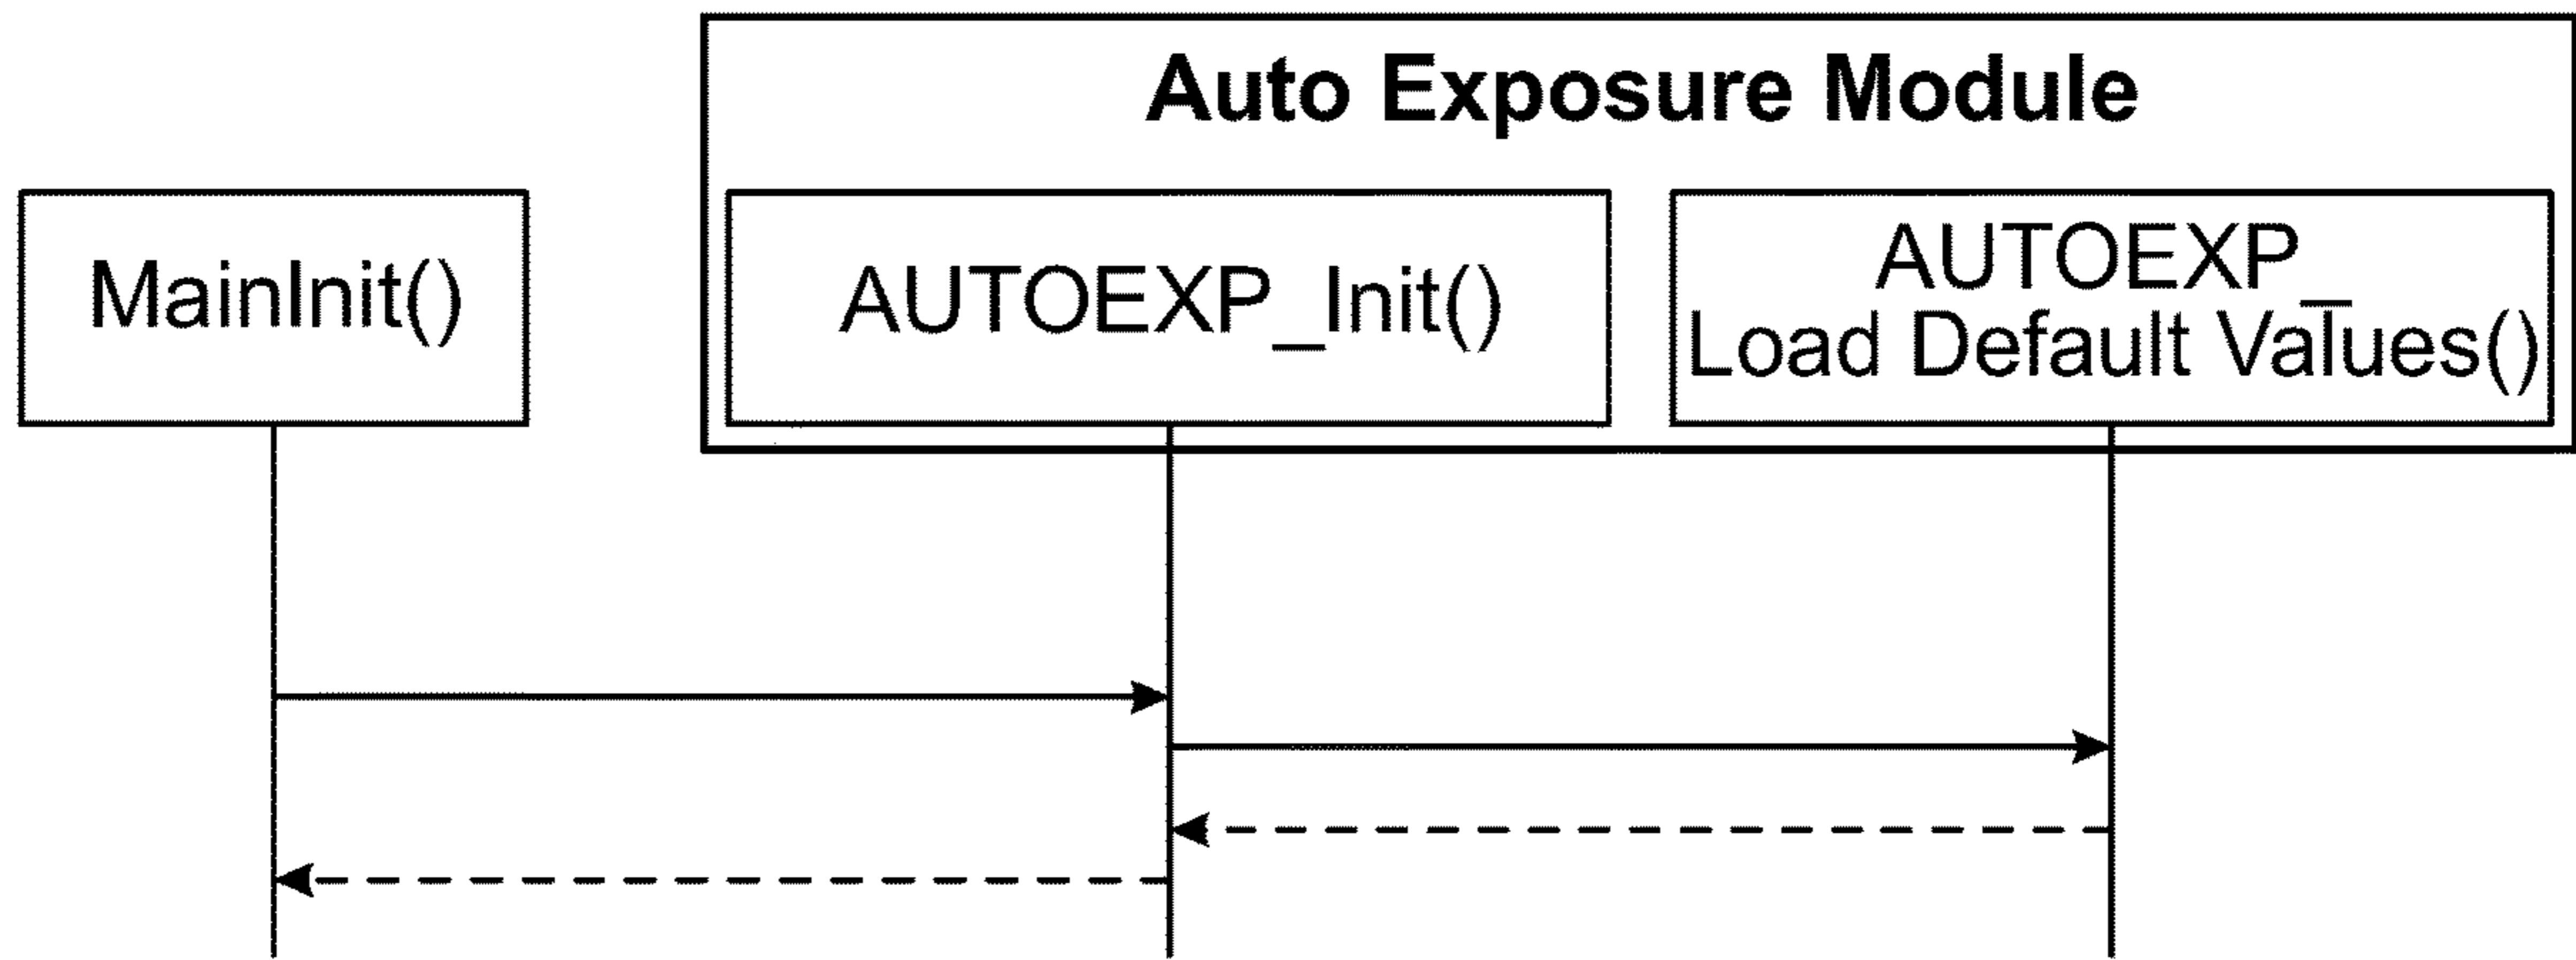 Auto Exposure Module
MainInit()
AUTOEXP_Init()
AUTOEXP_
Load Default Values()